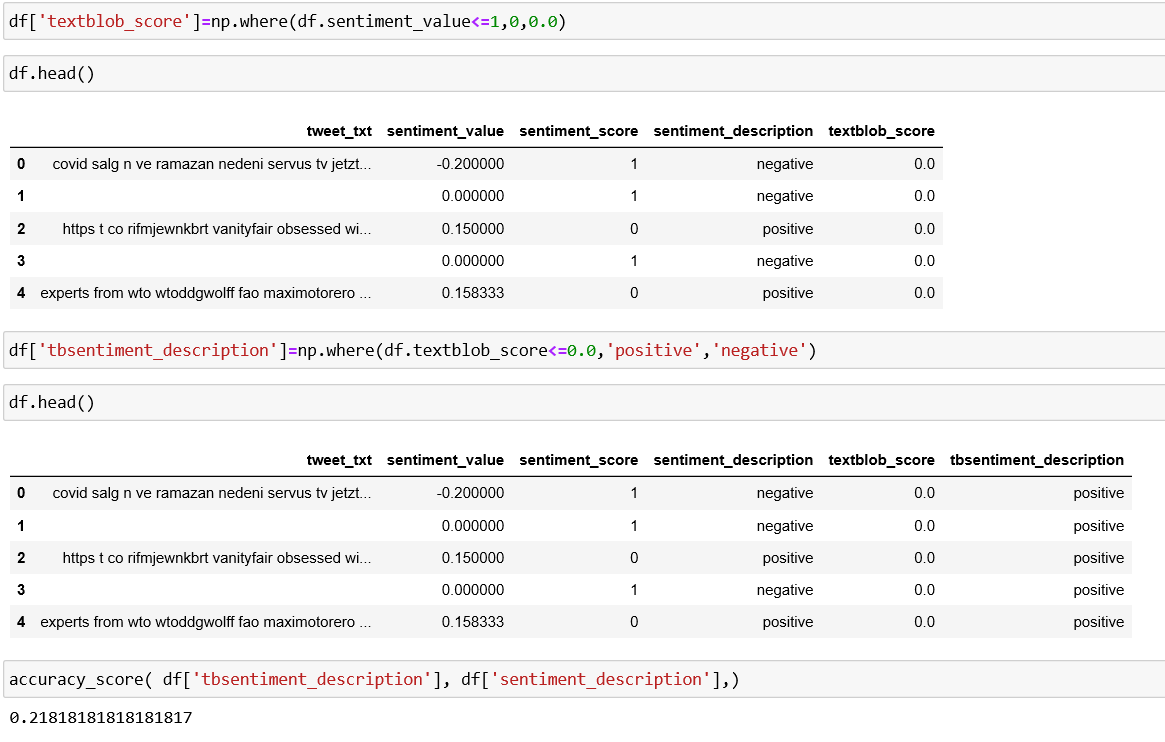 df['textblob_score']=np.where(df.sentiment_value<=1,0,0.0)
df.head()
tweet_txt sentiment_value sentiment_score sentiment_description textblob_score
0 covid salg n ve ramazan nedeni servus tv jetzt... -0.200000 1 negative 0.0
1 0.000000 1 negative 0.0
2 https t co rifmjewnkbrt vanityfair obsessed wi... 0.150000 0 positive 0.0
3 0.000000 1 negative 0.0
4 experts from wto wtoddgwolff fao maximotorero ... 0.158333 0 positive 0.0
df['tbsentiment_description']=np.where(df.textblob_score<=0.0,'positive','negative')
df.head()
tweet_txt sentiment_value sentiment_score sentiment_description textblob_score tbsentiment_description
0 covid salg n ve ramazan nedeni servus tv jetzt... -0.200000 1 negative 0.0 positive
1 0.000000 1 negative 0.0 positive
2 https t co rifmjewnkbrt vanityfair obsessed wi... 0.150000 0 positive 0.0 positive
3 0.000000 1 negative 0.0 positive
4 experts from wto wtoddgwolff fao maximotorero ... 0.158333 0 positive 0.0 positive
accuracy_score( df['tbsentiment_description'], df['sentiment_description'],)
0.21818181818181817